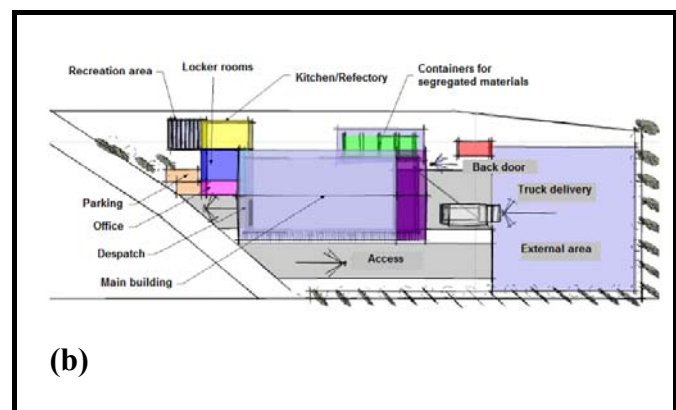 Recreation area
Locker rooms
Kitchen/Refectory
Containers for
segregated materials
Back door
Truck delivery
Parking
Office
Despatch
Main building
Access
External area
(b)